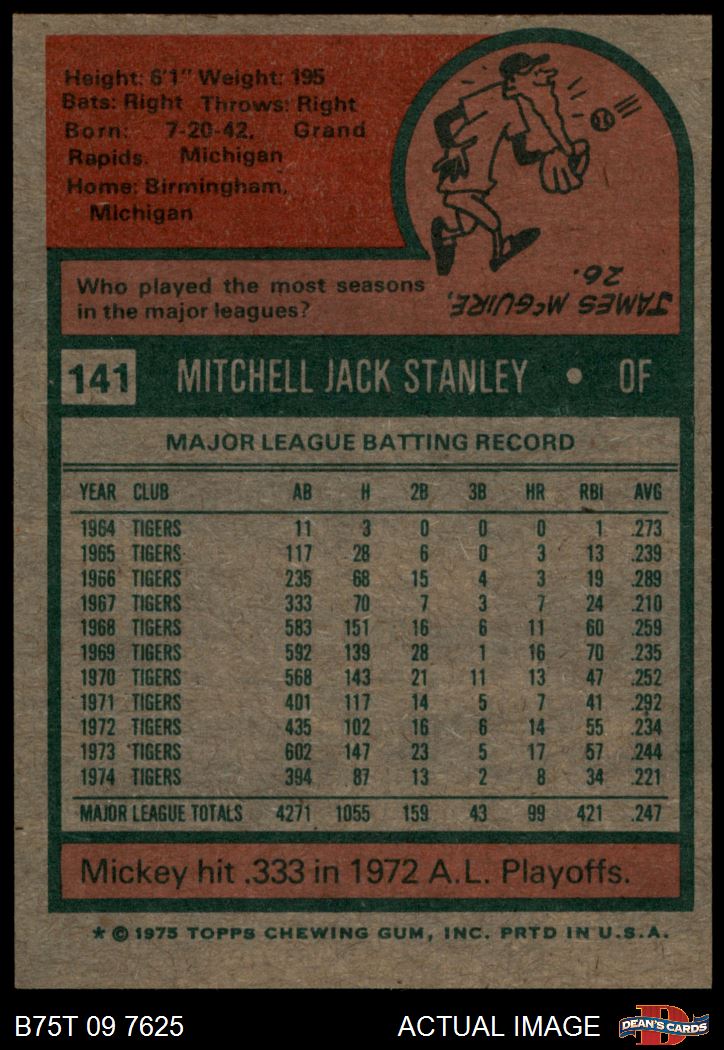 Height: 6'1" Weight: 195
Bats: Right Throws: Right
Born: 7-20-42, Grand
Rapids, Michigan
Home: Birmingham,
Michigan
Who played the most seasons
in the major leagues?
JAMES McGUIRE,
26.
141 MITCHELL JACK STANLEY • OF
MAJOR LEAGUE BATTING RECORD
YEAR CLUB AB H 2B 3B HR RBI AVG
1964 TIGERS 11 3 0 0 0 1 .273
1965 TIGERS 117 28 6 0 3 13 .239
1966 TIGERS 235 68 15 4 3 19 .289
1967 TIGERS 333 70 7 3 7 24 .210
1968 TIGERS 583 151 16 6 11 60 .259
1969 TIGERS 592 139 28 1 16 70 .235
1970 TIGERS 568 143 21 11 13 47 .252
1971 TIGERS 401 117 14 5 7 41 .292
1972 TIGERS 435 102 16 6 14 55 .234
1973 TIGERS 602 147 23 5 17 57 .244
1974 TIGERS 394 87 13 2 8 34 .221
MAJOR LEAGUE TOTALS 4271 1055 159 43 99 421 .247
Mickey hit .333 in 1972 A.L. Playoffs.
* © 1975 TOPPS CHEWING GUM, INC. PRTD IN U.S.A.
B75T 09 7625 ACTUAL IMAGE
D
DEAN'S CARDS